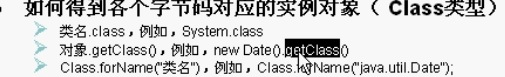 如何得到各个字节码对应的实例对象( Class类型)
类名.class,例如,System.class
对象.getClass(),例如,new Date().getClass()
Class.forName("类名"),例如,Class.forName("java.util.Date");